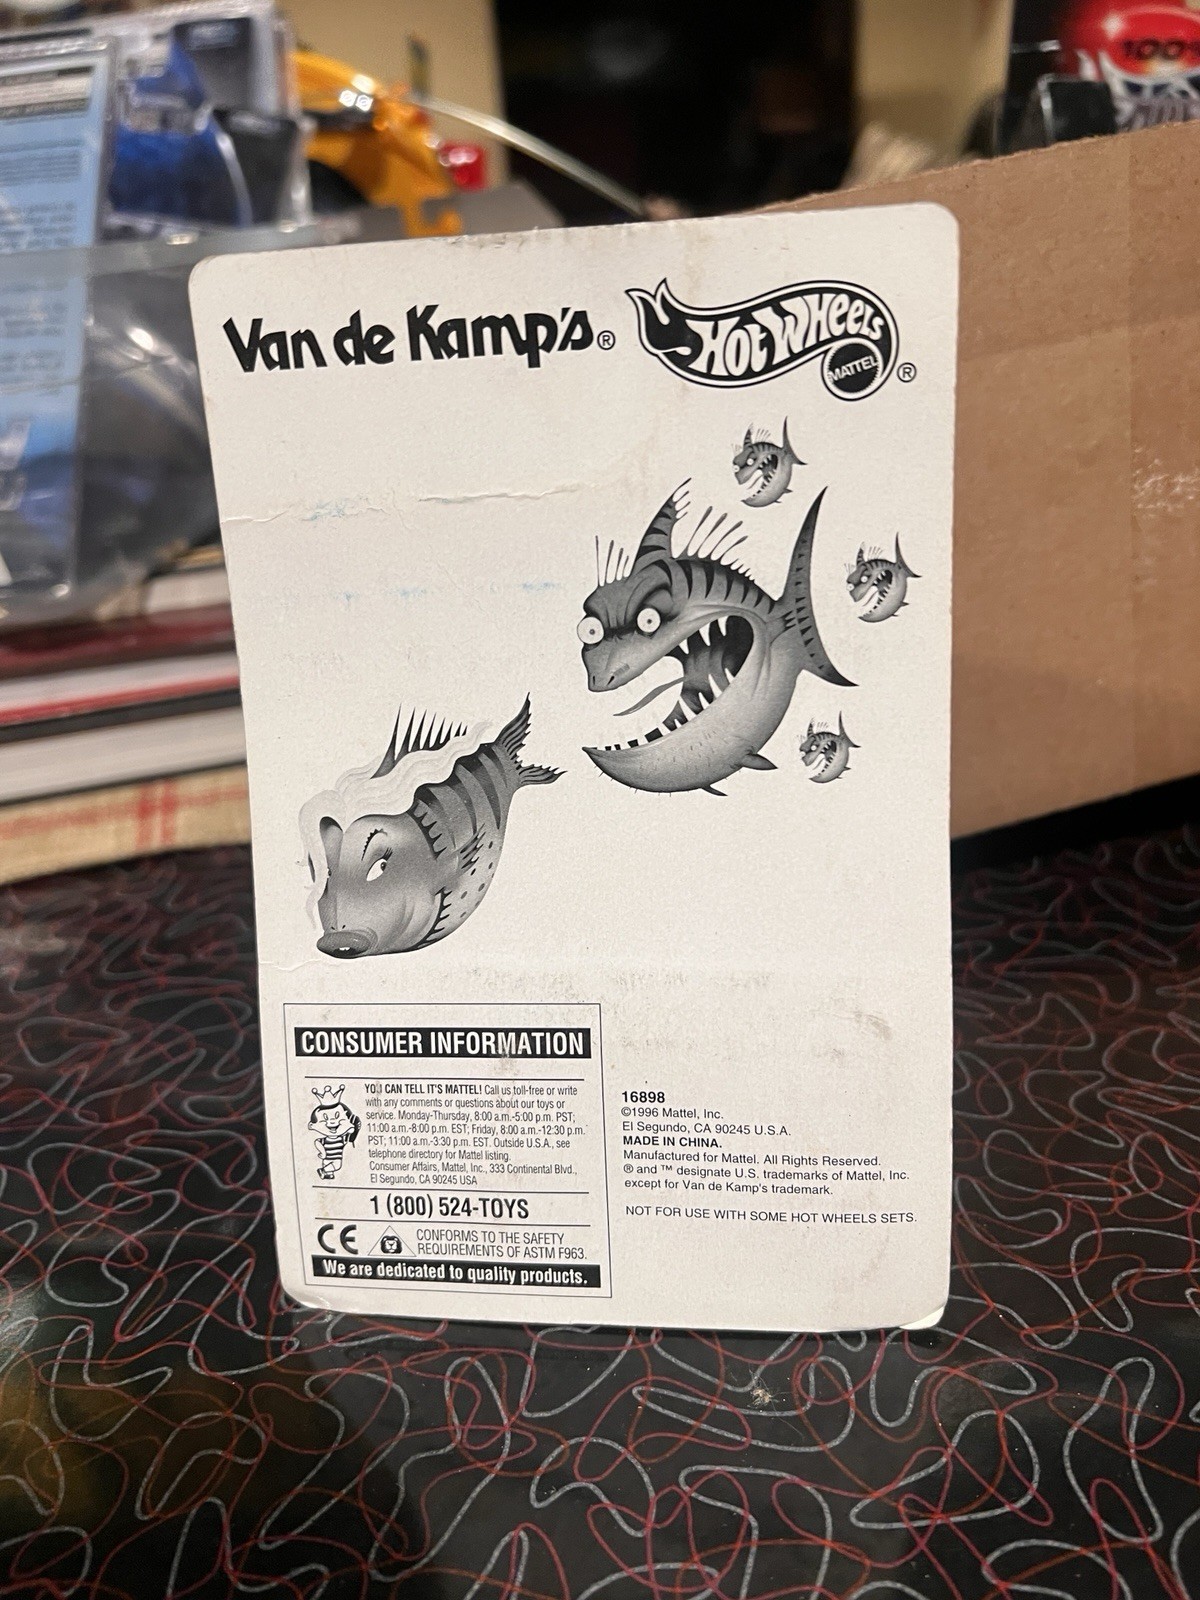 100%
Van de Kamp's®
HOT WHEELS
MATTEL ®
CONSUMER INFORMATION
YOU CAN TELL IT'S MATTEL! Call us toll-free or write
with any comments or questions about our toys or
service. Monday-Thursday, 8:00 a.m.-5:00 p.m. PST;
11:00 a.m.-8:00 p.m. EST; Friday, 8:00 a.m.-12:30 p.m.
PST; 11:00 a.m.-3:30 p.m. EST. Outside U.S.A., see
telephone directory for Mattel listing.
Consumer Affairs, Mattel, Inc., 333 Continental Blvd.,
El Segundo, CA 90245 USA
1 (800) 524-TOYS
CE
CONFORMS TO THE SAFETY
REQUIREMENTS OF ASTM F963.
We are dedicated to quality products.
16898
©1996 Mattel, Inc.
El Segundo, CA 90245 U.S.A.
MADE IN CHINA.
Manufactured for Mattel. All Rights Reserved.
® and ™ designate U.S. trademarks of Mattel, Inc.
except for Van de Kamp's trademark.
NOT FOR USE WITH SOME HOT WHEELS SETS.